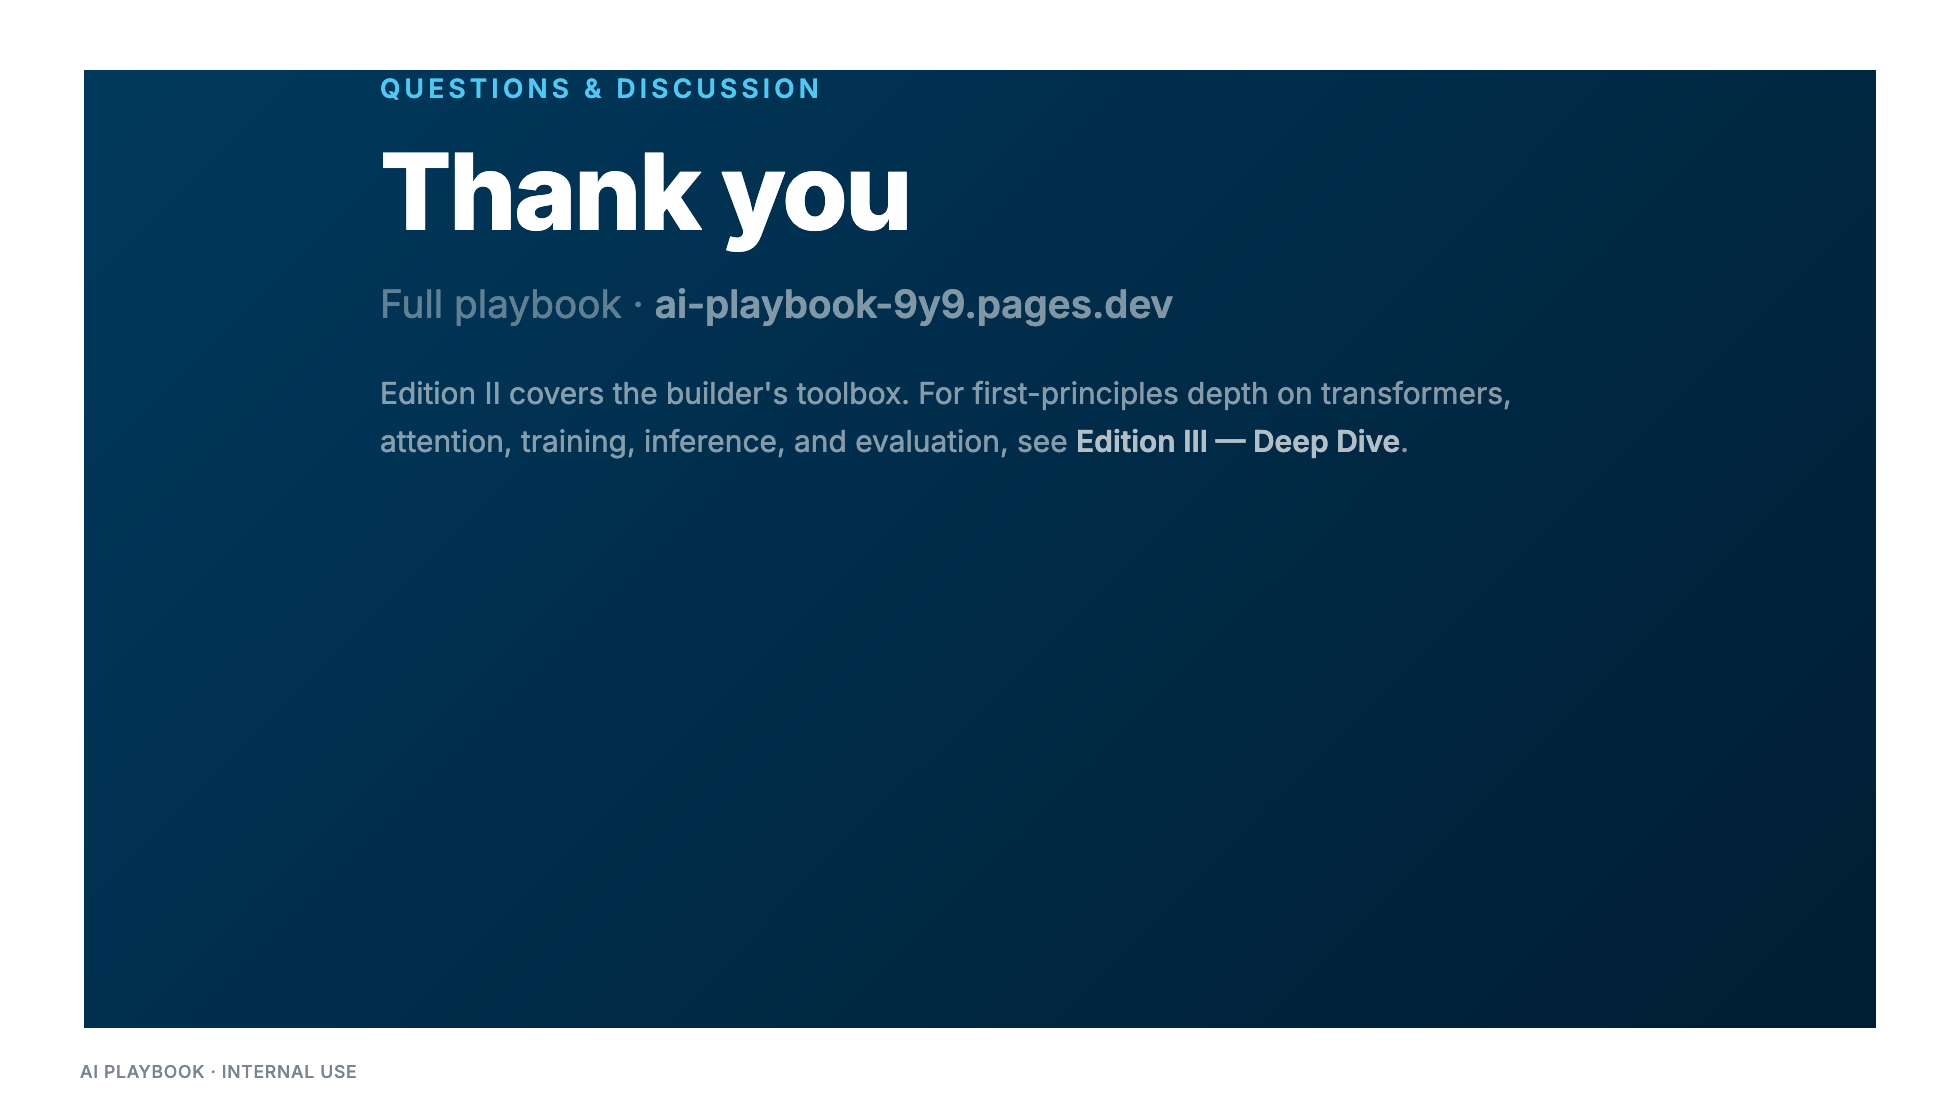 QUESTIONS & DISCUSSION
Thank you
Full playbook · ai-playbook-9y9.pages.dev
Edition II covers the builder's toolbox. For first-principles depth on transformers,
attention, training, inference, and evaluation, see Edition III — Deep Dive.
AI PLAYBOOK · INTERNAL USE